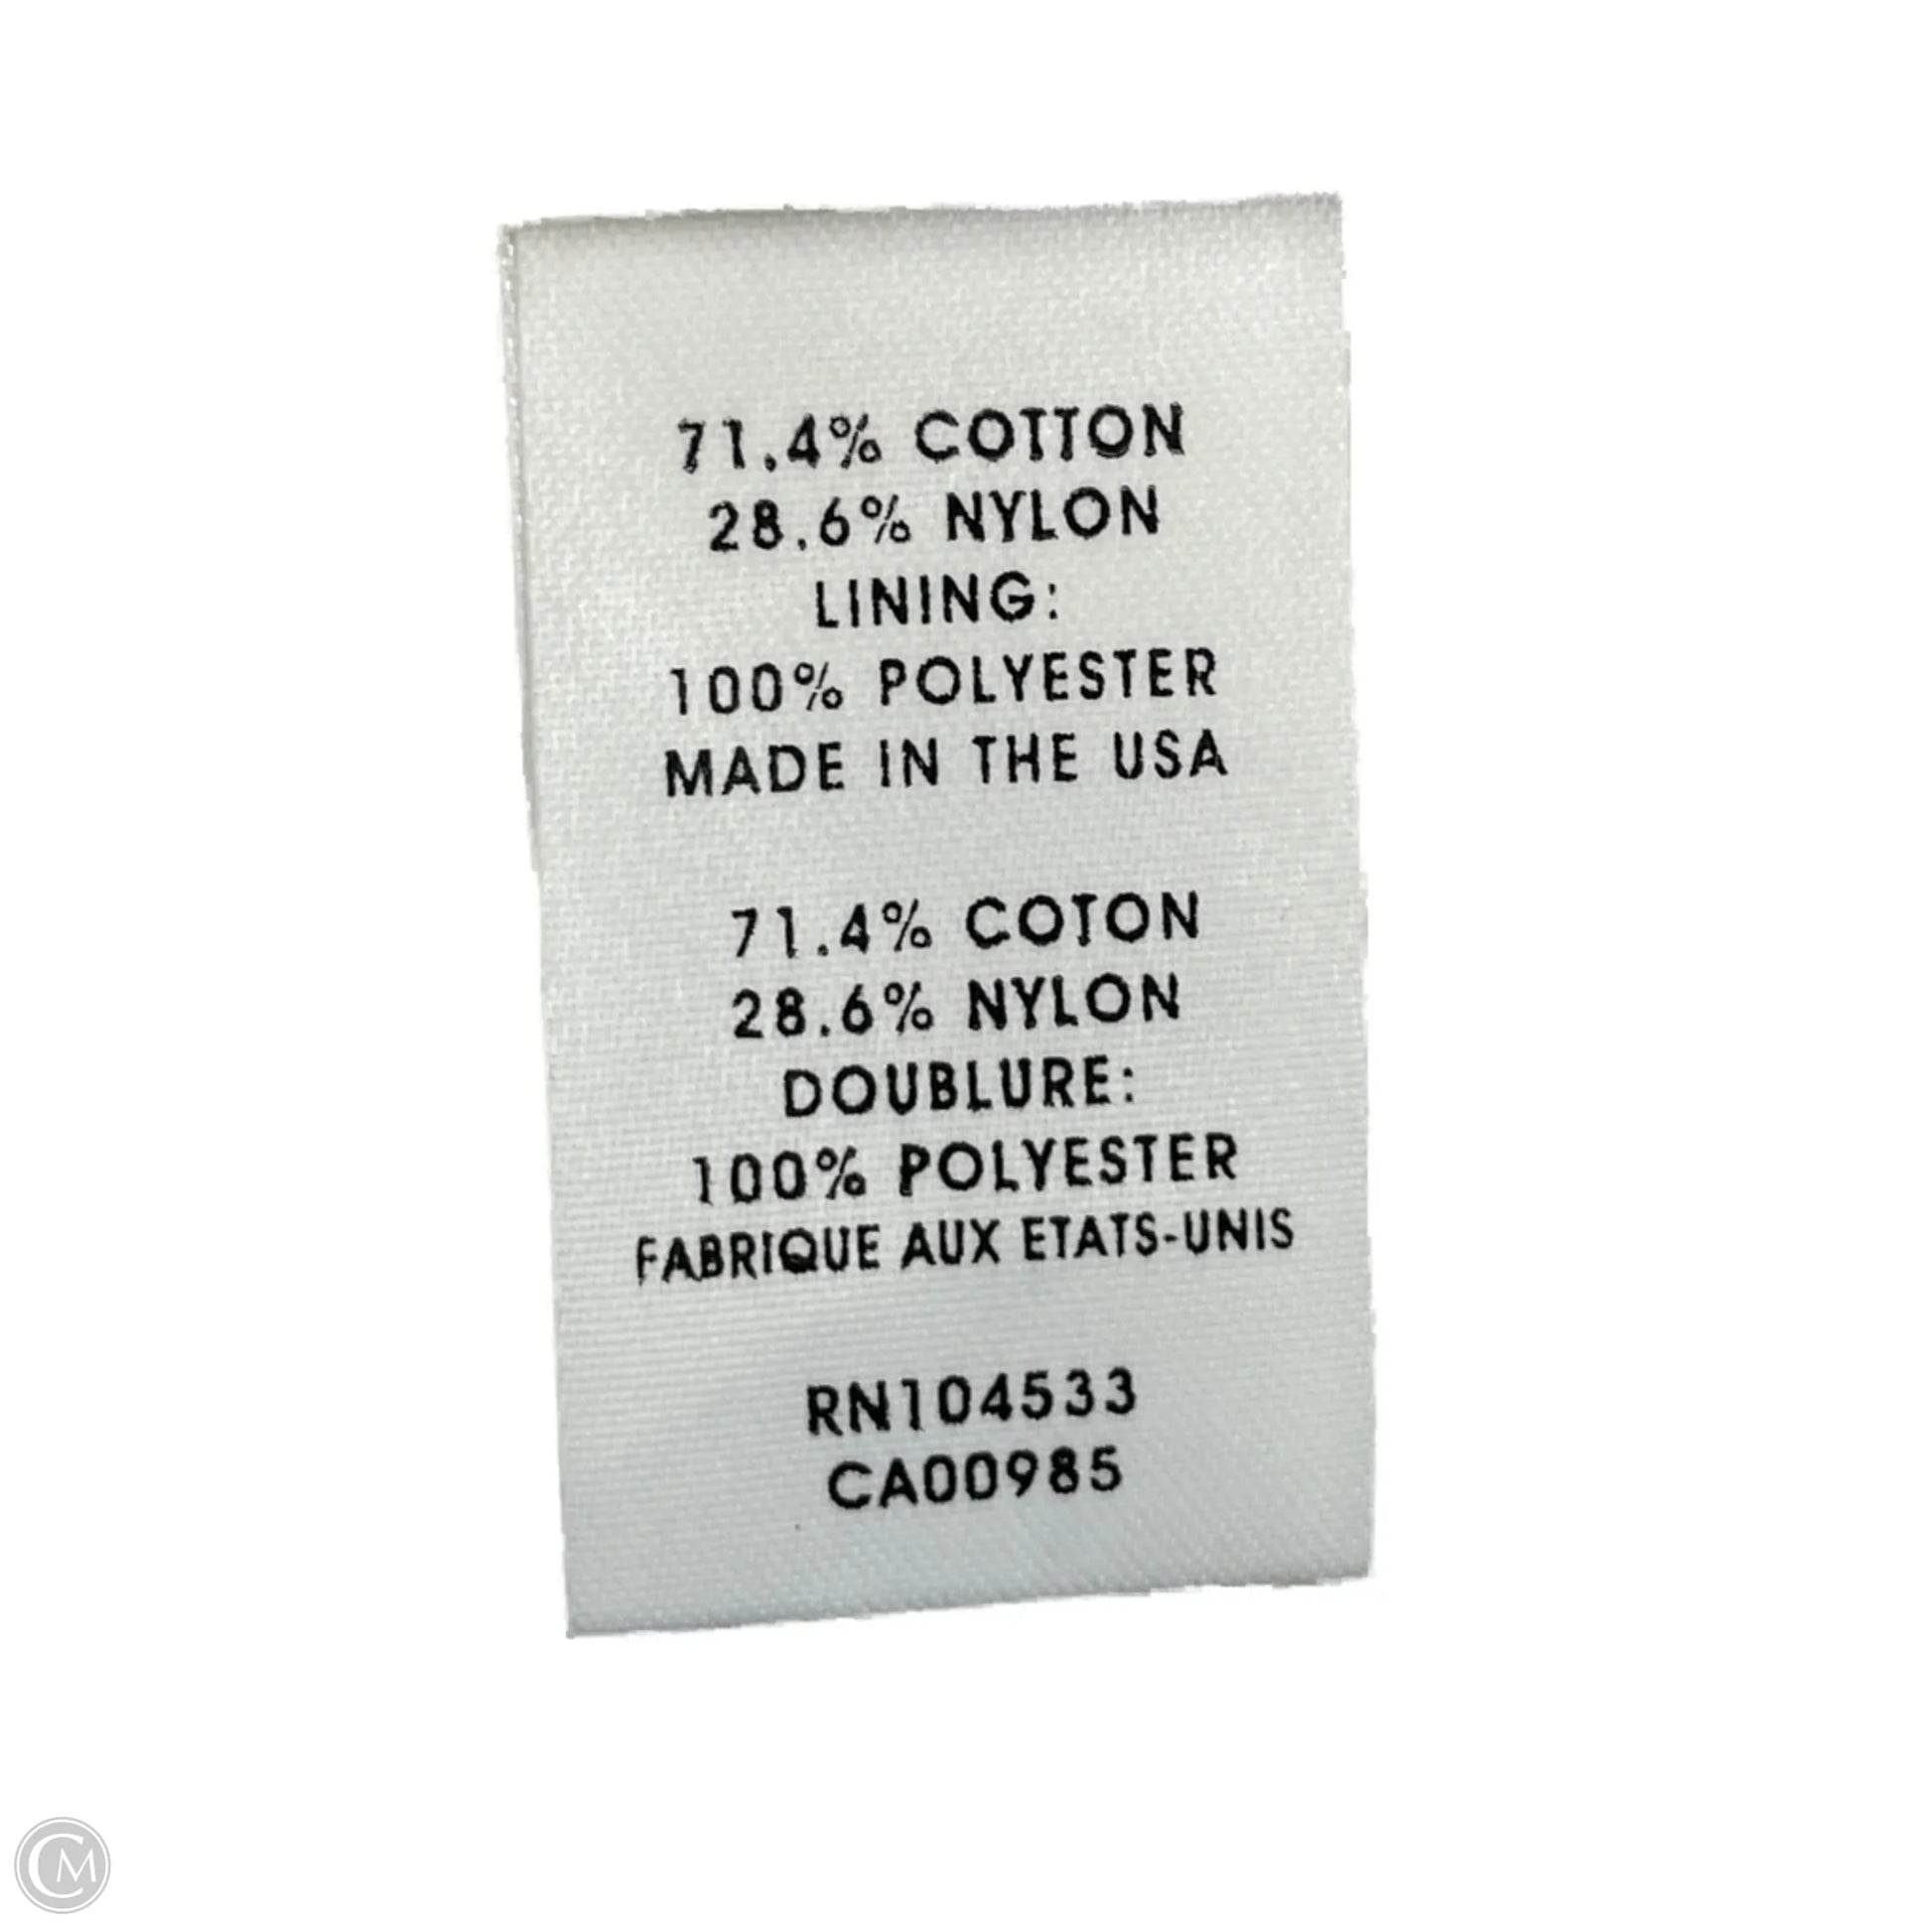 71.4% COTTON
28.6% NYLON
LINING:
100% POLYESTER
MADE IN THE USA
71.4% COTON
28.6% NYLON
DOUBLURE:
100% POLYESTER
FABRIQUE AUX ETATS-UNIS
RN104533
CA00985
CM